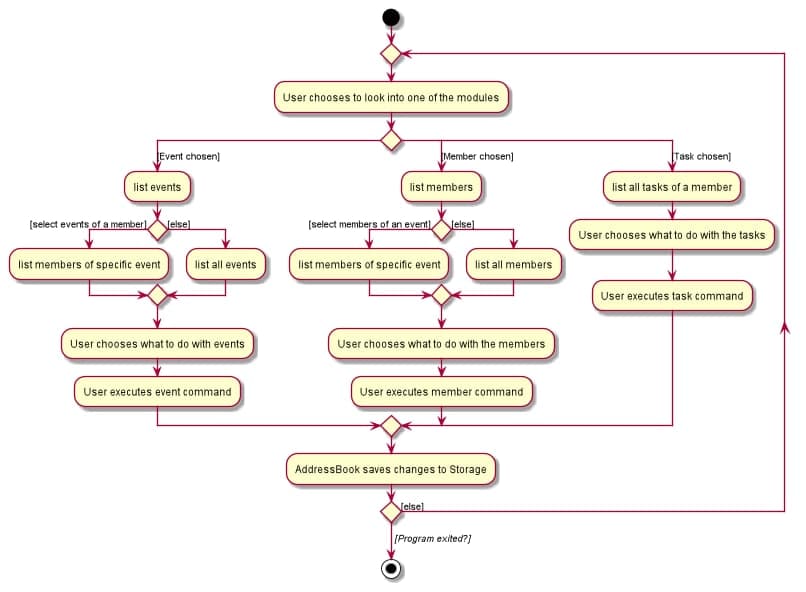 User chooses to look into one of the modules
[Event chosen]
[Member chosen]
[Task chosen]
list events
list members
list all tasks of a member
[select events of a member]
[else]
[select members of an event]
[else]
User chooses what to do with the tasks
list members of specific event
list all events
list members of specific event
list all members
User executes task command
User chooses what to do with events
User chooses what to do with the members
User executes event command
User executes member command
AddressBook saves changes to Storage
[else]
[Program exited?]